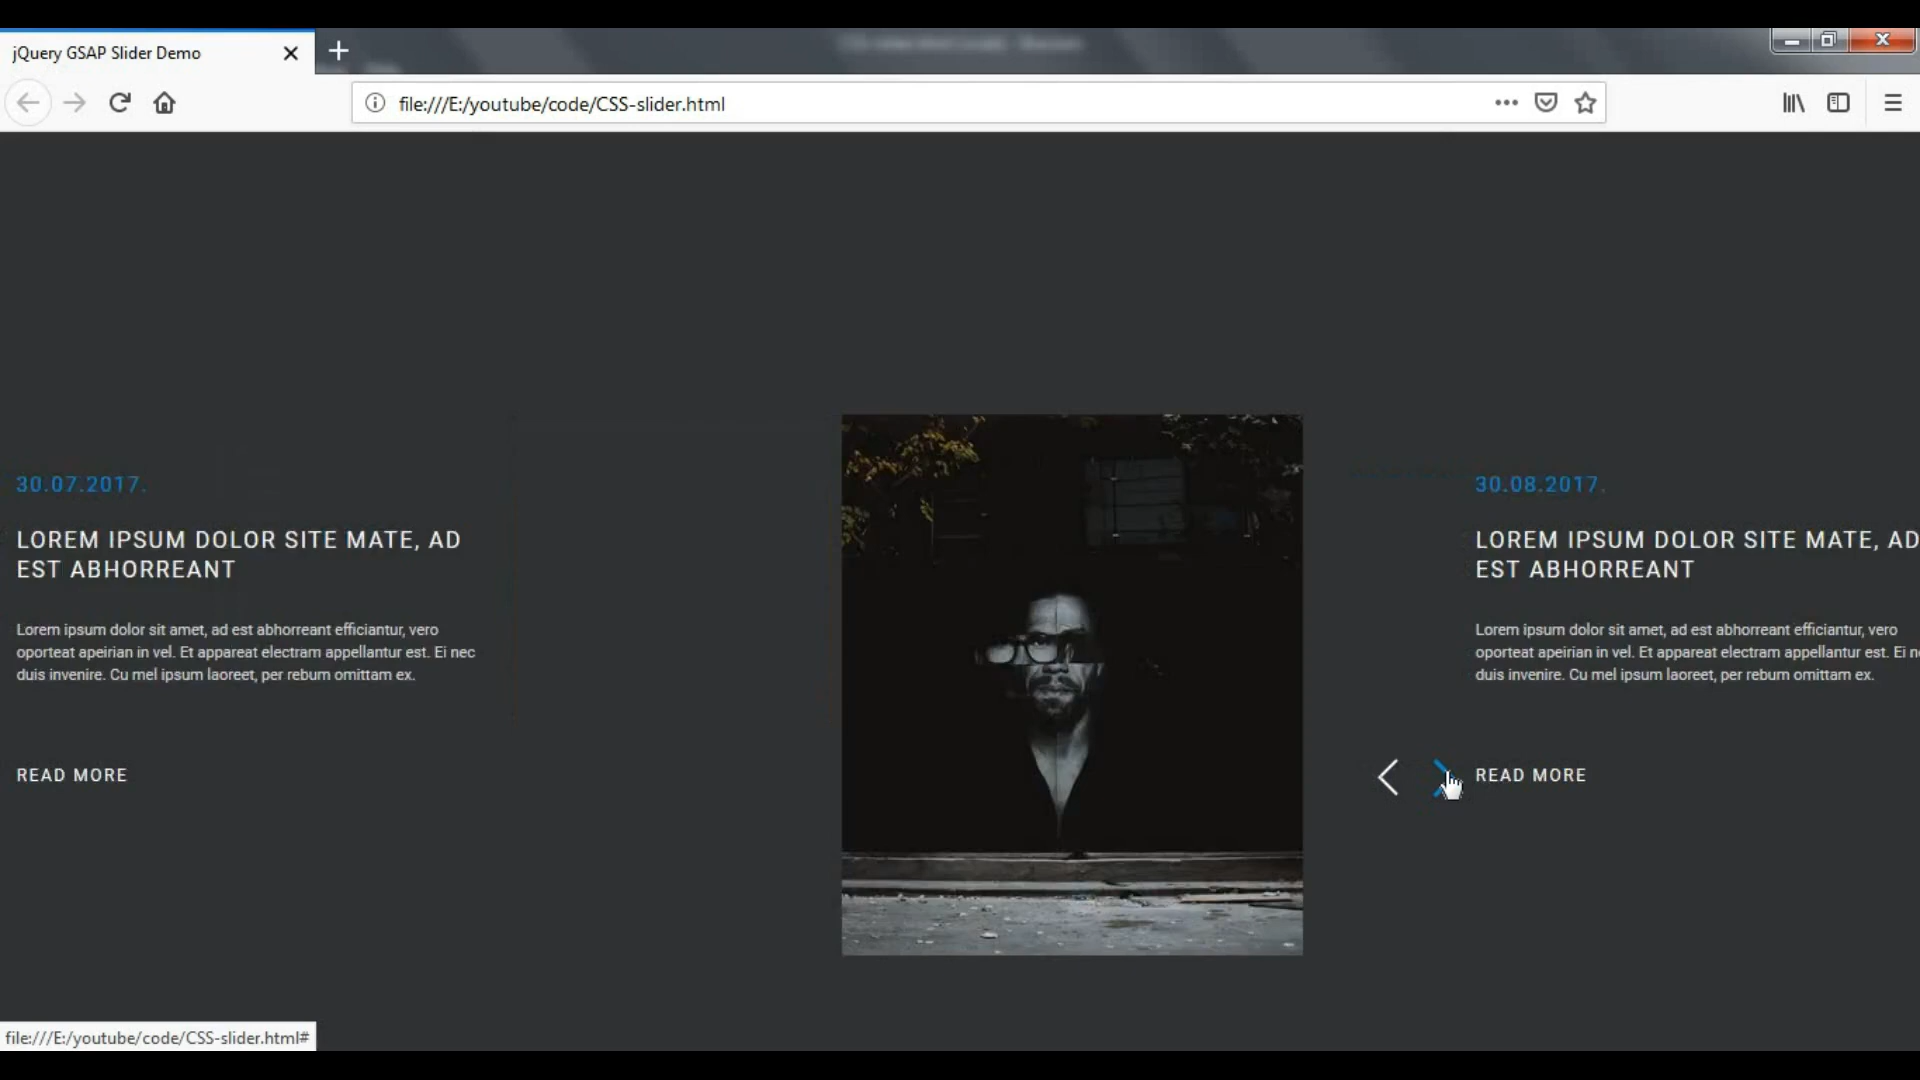 jQuery GSAP Slider Demo
file:///E:/youtube/code/CSS-slider.html
30.07.2017.
LOREM IPSUM DOLOR SITE MATE, AD
EST ABHORREANT
Lorem ipsum dolor sit amet, ad est abhorreant efficiantur, vero
oporteat apeirian in vel. Et appareat electram appellantur est. Ei nec
duis invenire. Cu mel ipsum laoreet, per rebum omittam ex.
READ MORE
30.08.2017.
LOREM IPSUM DOLOR SITE MATE, AD
EST ABHORREANT
Lorem ipsum dolor sit amet, ad est abhorreant efficiantur, vero
oporteat apeirian in vel. Et appareat electram appellantur est. Ei n
duis invenire. Cu mel ipsum laoreet, per rebum omittam ex.
READ MORE
file:///E:/youtube/code/CSS-slider.html#